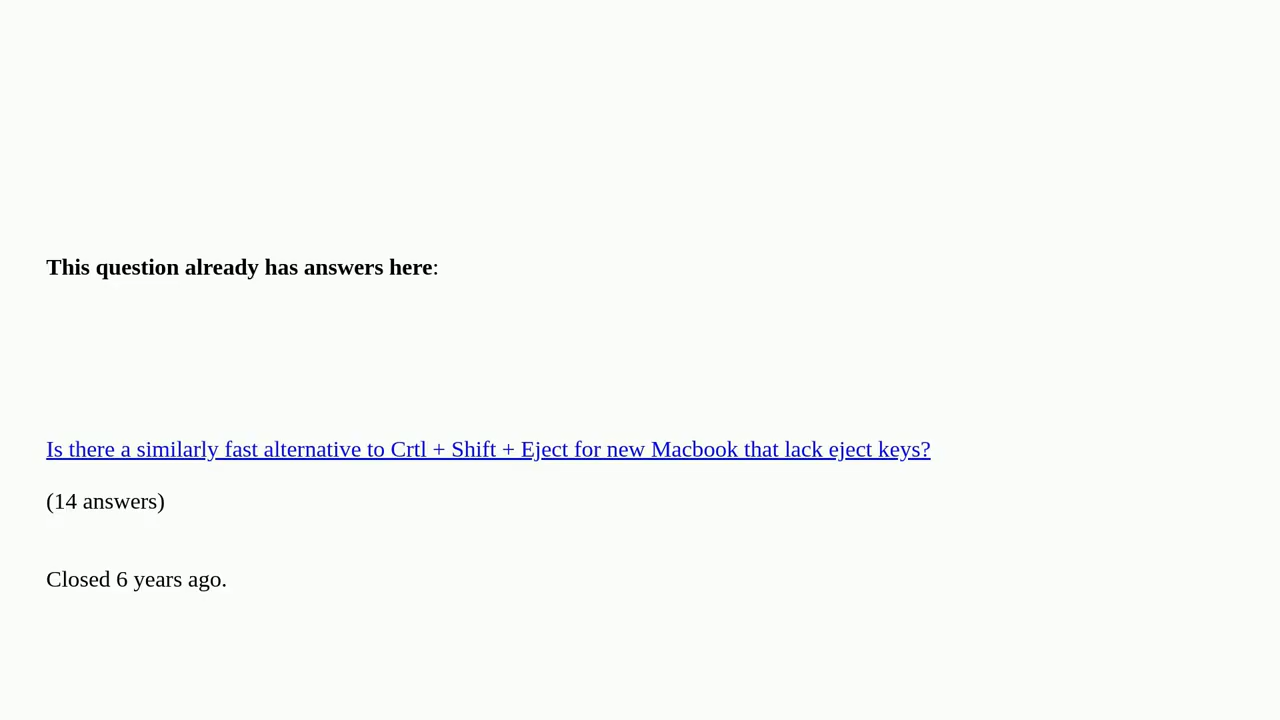 This question already has answers here:
Is there a similarly fast alternative to Crtl + Shift + Eject for new Macbook that lack eject keys?
(14 answers)
Closed 6 years ago.